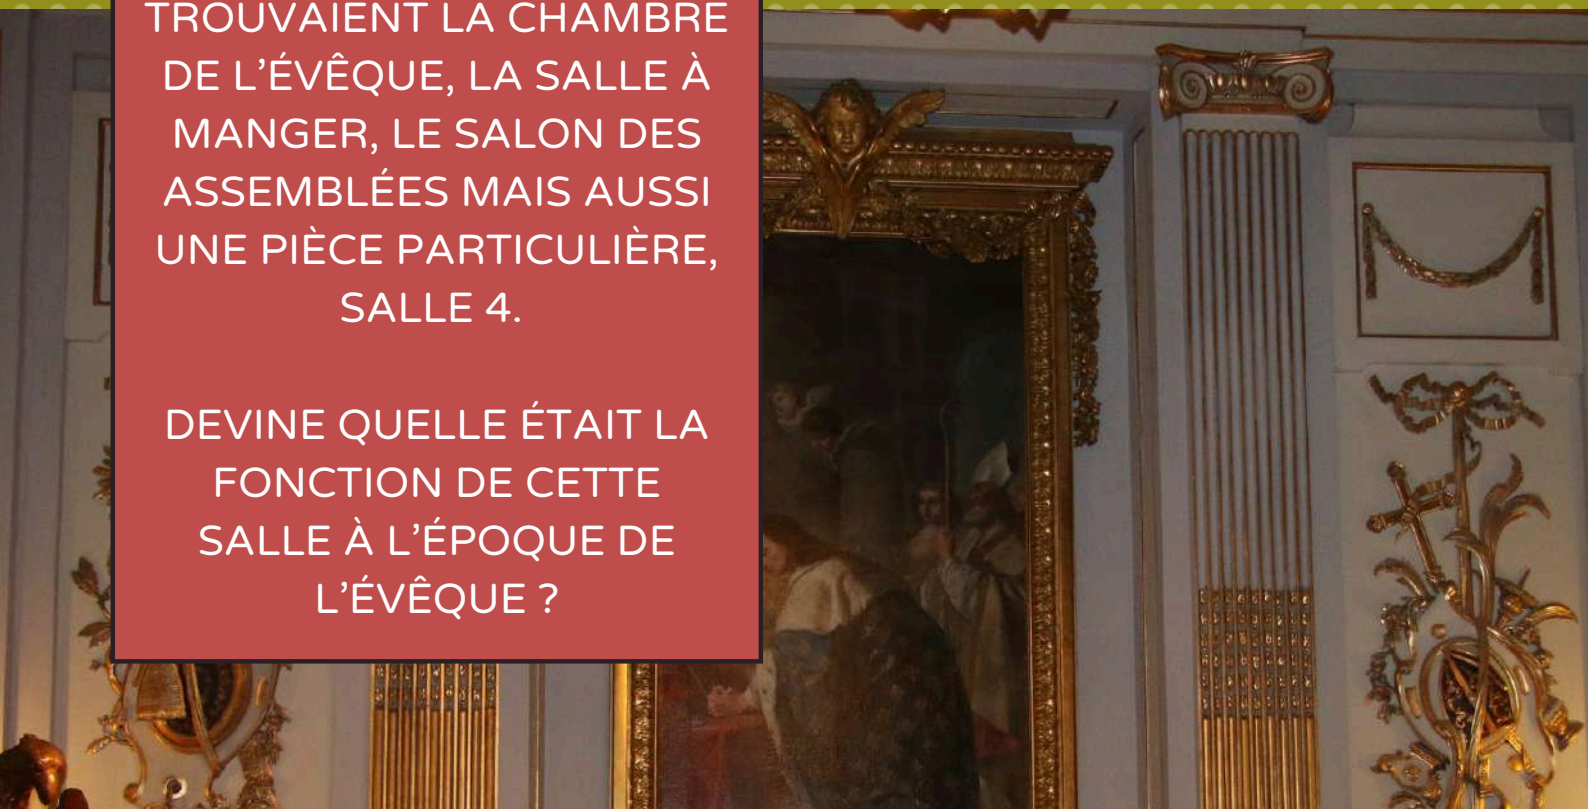 TROUVAIENT LA CHAMBRE
DE L'ÉVÊQUE, LA SALLE À
MANGER, LE SALON DES
ASSEMBLÉES MAIS AUSSI
UNE PIÈCE PARTICULIÈRE,
SALLE 4.
DEVINE QUELLE ÉTAIT LA
FONCTION DE CETTE
SALLE À L'ÉPOQUE DE
L'ÉVÊQUE ?